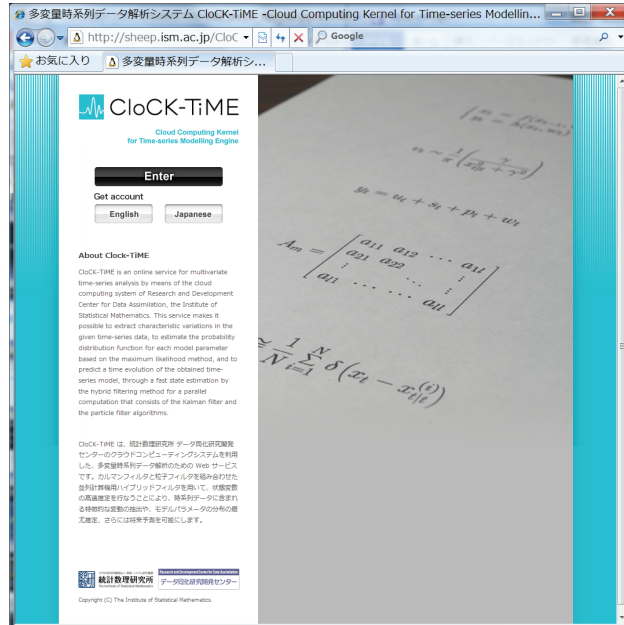 多変量時系列データ解析システム CloCK-TiME -Cloud Computing Kernel for Time-series Modellin...
http://sheep.ism.ac.jp/CloC
Google
お気に入り
多変量時系列データ解析シ...
CloCK-TiME
Cloud Computing Kernel
for Time-series Modelling Engine
Enter
Get account
English
Japanese
About Clock-TiME
CloCK-TiME is an online service for multivariate
time-series analysis by means of the cloud
computing system of Research and Development
Center for Data Assimilation, the Institute of
Statistical Mathematics. This service makes it
possible to extract characteristic variations in the
given time-series data, to estimate the probability
distribution function for each model parameter
based on the maximum likelihood method, and to
predict a time evolution of the obtained time-
series model, through a fast state estimation by
the hybrid filtering method for a parallel
computation that consists of the Kalman filter and
the particle filter algorithms.
CloCK-TiME は、統計数理研究所 データ同化研究開発
センターのクラウドコンピューティングシステムを利用
した、多変量時系列データ解析のための Web サービス
です。カルマンフィルタと粒子フィルタを組み合わせた
並列計算機用ハイブリッドフィルタを用いて、状態変数
の高速推定を行なうことにより、時系列データに含まれ
る特徴的な変動の抽出や、モデルパラメータの分布の最
尤推定、さらには将来予測を可能にします。
統計数理研究所
The Institute of Statistical Mathematics
Research and Development Center for Data Assimilation
データ同化研究開発センター
Copyright (C) The Institute of Statistical Mathematics.
y_t = u_t + s_t + p_t + w_t
A_m = [ a_11 a_12 ... a_1l
a_21 a_22 ... ⋮
⋮ ⋮
a_l1 ... ... a_ll ]
≃ 1/N Σ_{i=1}^{N} δ(x_t − x_{t|t}^{(i)})